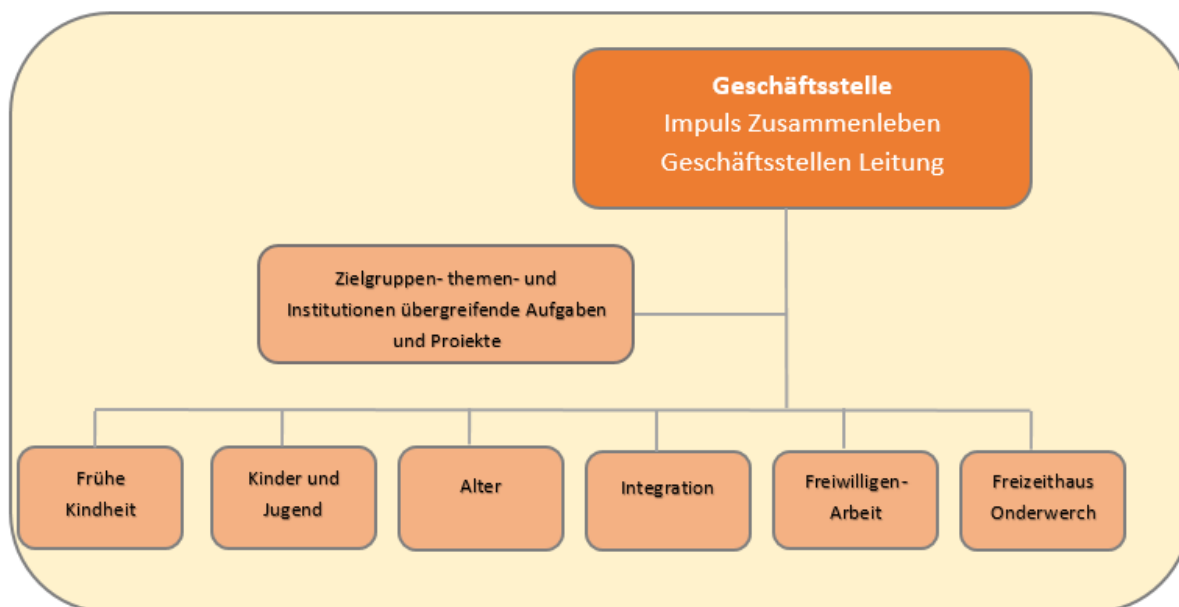 Geschäftsstelle
Impuls Zusammenleben
Geschäftsstellen Leitung
Zielgruppen- themen- und
Institutionen übergreifende Aufgaben
und Proiekte
Frühe
Kindheit
Kinder und
Jugend
Alter
Integration
Freiwilligen-
Arbeit
Freizeithaus
Onderwerch